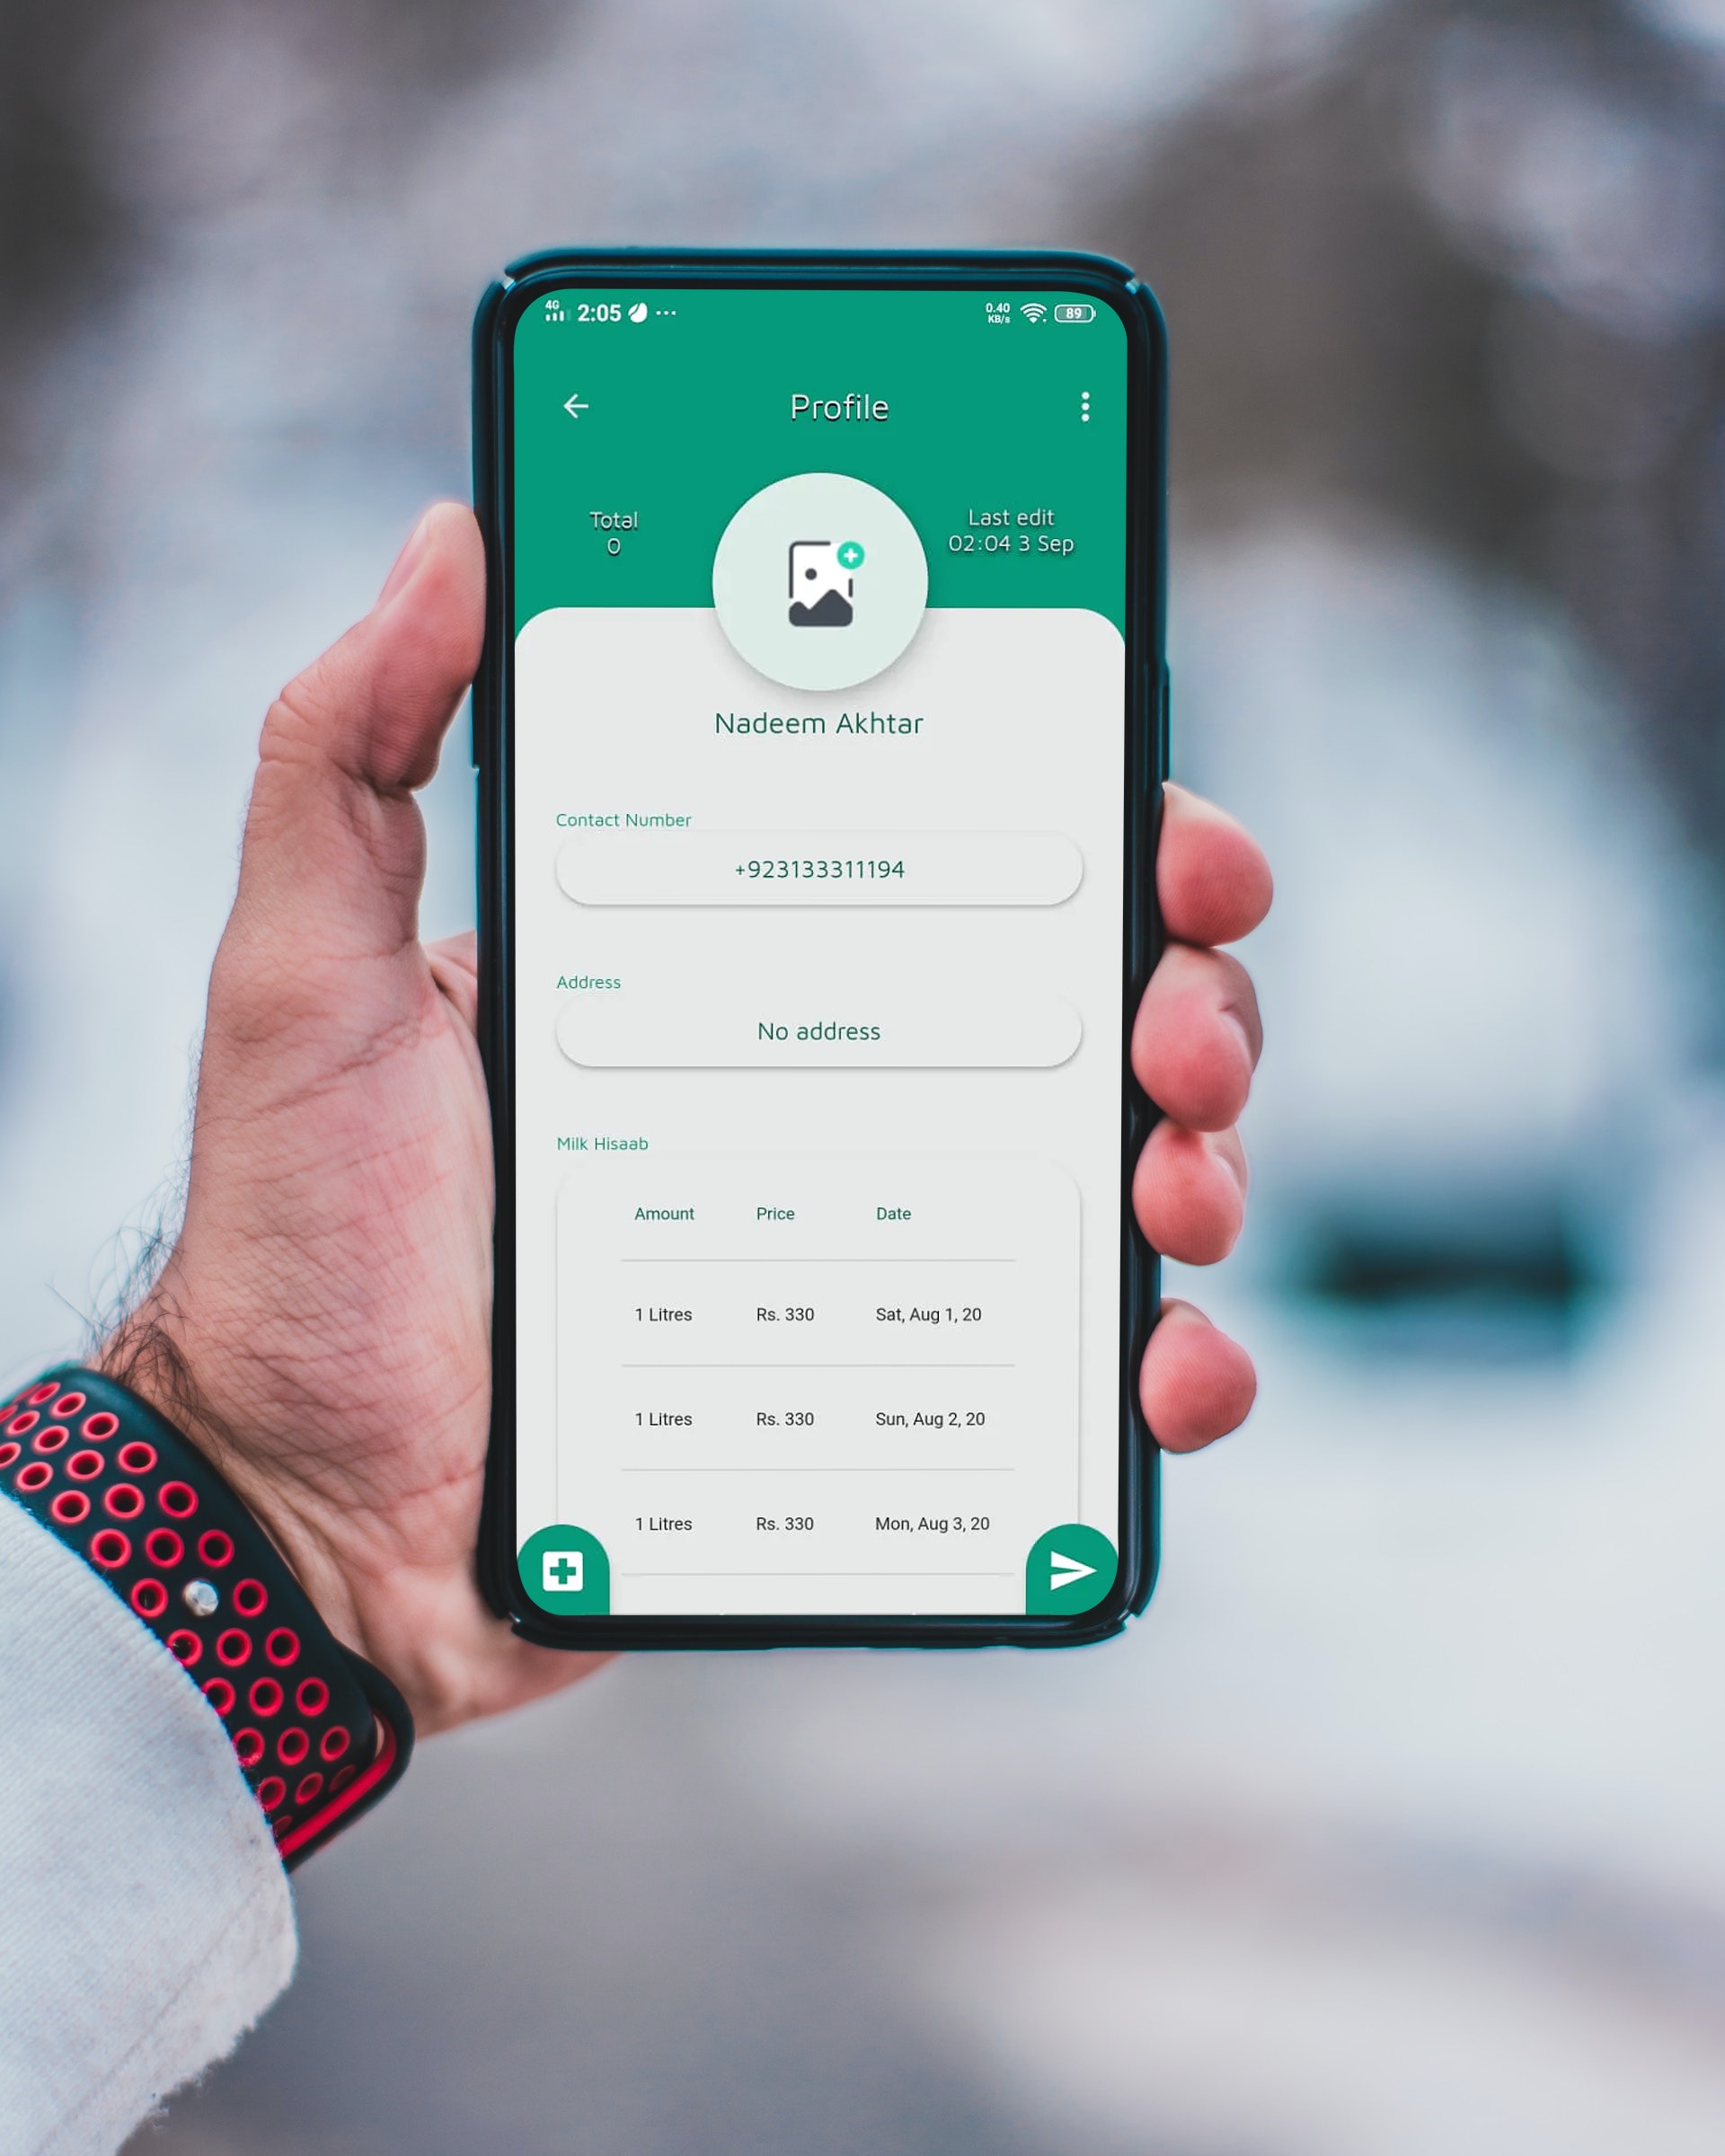 4G 2:05 ... 0.40 KB/s 89
Profile
Total
0
Last edit
02:04 3 Sep
Nadeem Akhtar
Contact Number
+923133311194
Address
No address
Milk Hisaab
Amount Price Date
1 Litres Rs. 330 Sat, Aug 1, 20
1 Litres Rs. 330 Sun, Aug 2, 20
1 Litres Rs. 330 Mon, Aug 3, 20